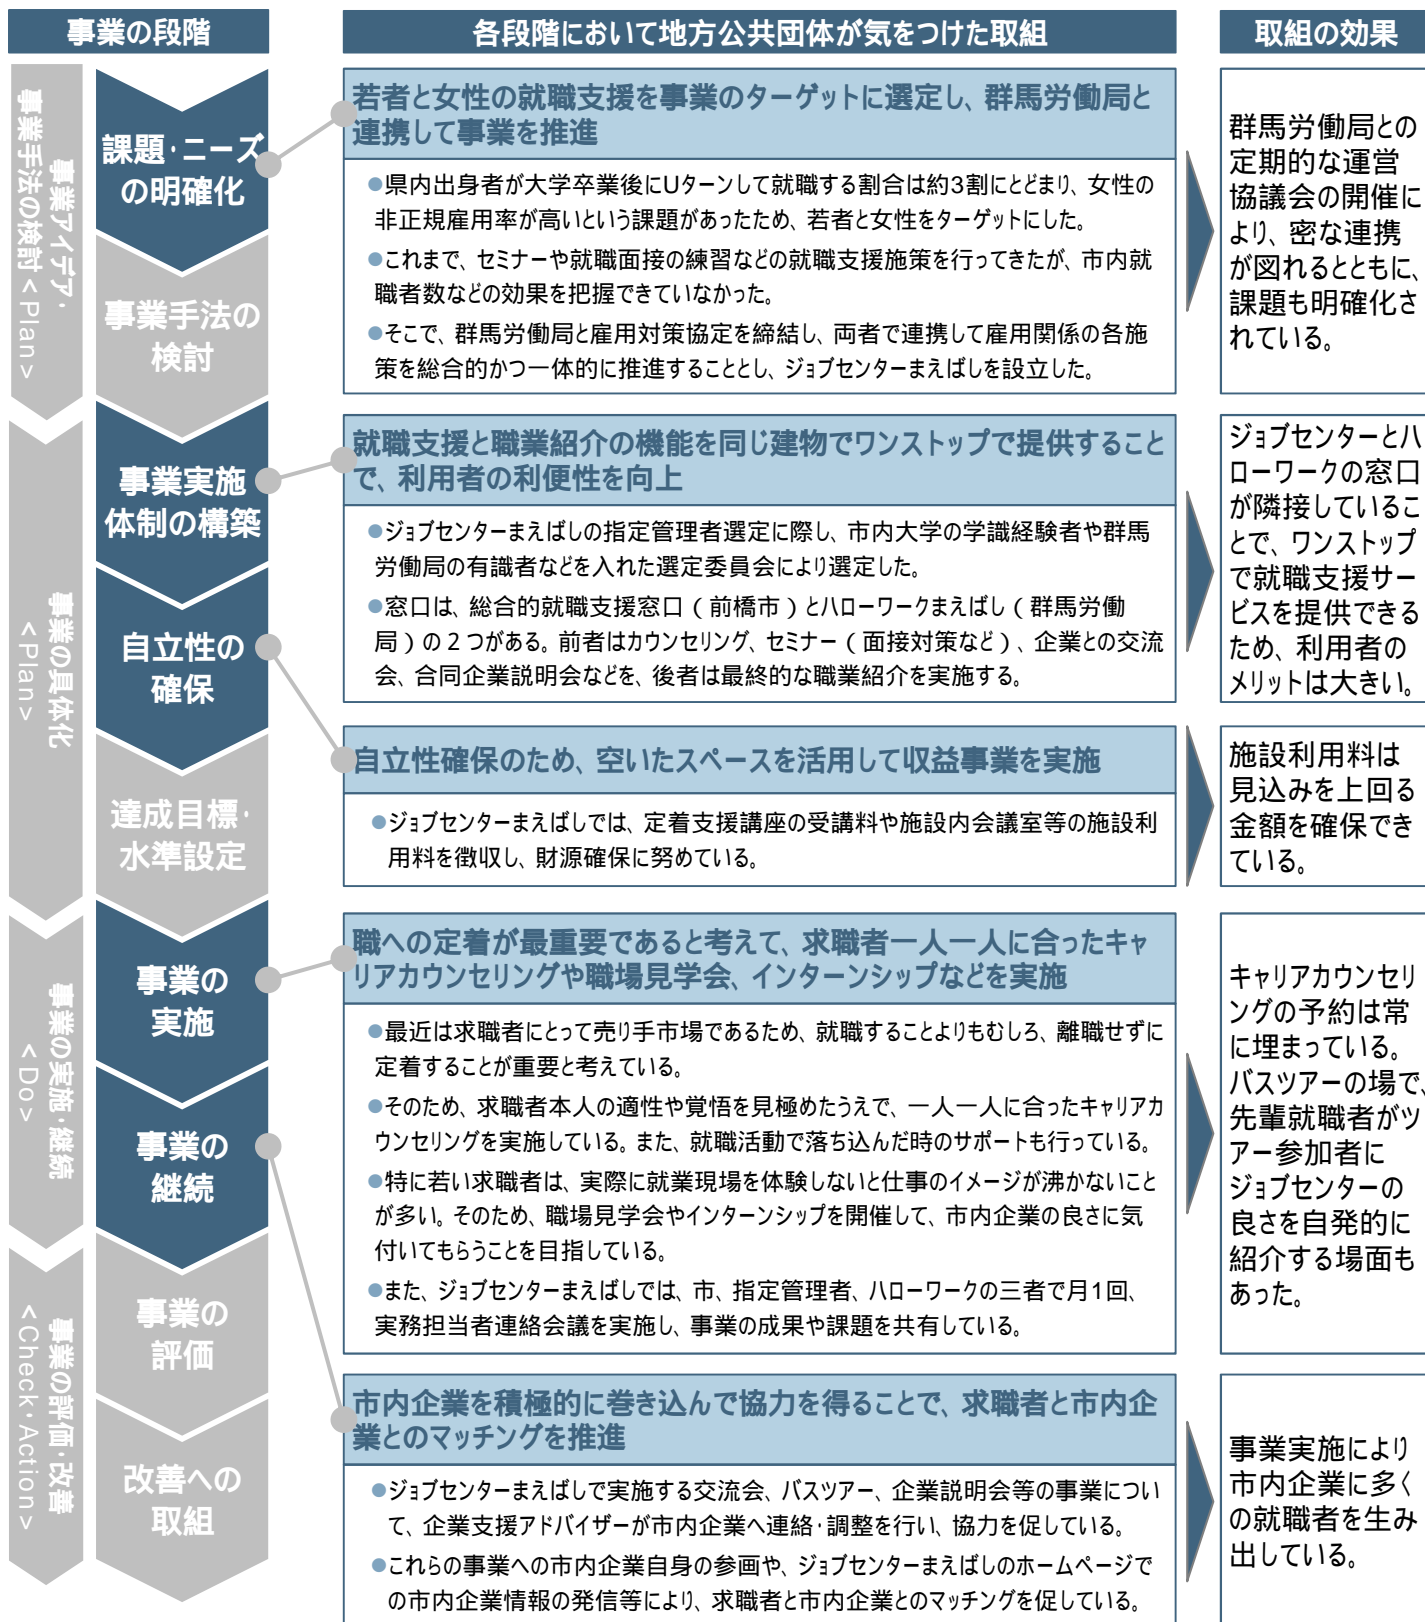 事業の段階
各段階において地方公共団体が気をつけた取組
取組の効果
事業アイデア・
事業手法の検討<Plan>
課題・ニーズ
の明確化
事業手法の
検討
若者と女性の就職支援を事業のターゲットに選定し、群馬労働局と
連携して事業を推進
●県内出身者が大学卒業後にUターンして就職する割合は約3割にとどまり、女性の
非正規雇用率が高いという課題があったため、若者と女性をターゲットにした。
●これまで、セミナーや就職面接の練習などの就職支援施策を行ってきたが、市内就
職者数などの効果を把握できていなかった。
●そこで、群馬労働局と雇用対策協定を締結し、両者で連携して雇用関係の各施
策を総合的かつ一体的に推進することとし、ジョブセンターまえばしを設立した。
群馬労働局との
定期的な運営
協議会の開催に
より、密な連携
が図れるとともに、
課題も明確化さ
れている。
事業の具体化
<Plan>
事業実施
体制の構築
自立性の
確保
達成目標・
水準設定
就職支援と職業紹介の機能を同じ建物でワンストップで提供すること
で、利用者の利便性を向上
●ジョブセンターまえばしの指定管理者選定に際し、市内大学の学識経験者や群馬
労働局の有識者などを入れた選定委員会により選定した。
●窓口は、総合的就職支援窓口(前橋市)とハローワークまえばし(群馬労働
局)の2つがある。前者はカウンセリング、セミナー(面接対策など)、企業との交流
会、合同企業説明会などを、後者は最終的な職業紹介を実施する。
ジョブセンターとハ
ローワークの窓口
が隣接しているこ
とで、ワンストップ
で就職支援サー
ビスを提供できる
ため、利用者の
メリットは大きい。
自立性確保のため、空いたスペースを活用して収益事業を実施
●ジョブセンターまえばしでは、定着支援講座の受講料や施設内会議室等の施設利
用料を徴収し、財源確保に努めている。
施設利用料は
見込みを上回る
金額を確保でき
ている。
事業の実施・継続
<Do>
事業の
実施
事業の
継続
職への定着が最重要であると考えて、求職者一人一人に合ったキャ
リアカウンセリングや職場見学会、インターンシップなどを実施
●最近は求職者にとって売り手市場であるため、就職することよりもむしろ、離職せずに
定着することが重要と考えている。
●そのため、求職者本人の適性や覚悟を見極めたうえで、一人一人に合ったキャリアカ
ウンセリングを実施している。また、就職活動で落ち込んだ時のサポートも行っている。
●特に若い求職者は、実際に就業現場を体験しないと仕事のイメージが沸かないこと
が多い。そのため、職場見学会やインターンシップを開催して、市内企業の良さに気
付いてもらうことを目指している。
●また、ジョブセンターまえばしでは、市、指定管理者、ハローワークの三者で月1回、
実務担当者連絡会議を実施し、事業の成果や課題を共有している。
キャリアカウンセリ
ングの予約は常
に埋まっている。
バスツアーの場で、
先輩就職者がツ
アー参加者に
ジョブセンターの
良さを自発的に
紹介する場面も
あった。
事業の評価・改善
<Check・Action>
事業の
評価
改善への
取組
市内企業を積極的に巻き込んで協力を得ることで、求職者と市内企
業とのマッチングを推進
●ジョブセンターまえばしで実施する交流会、バスツアー、企業説明会等の事業につい
て、企業支援アドバイザーが市内企業へ連絡・調整を行い、協力を促している。
●これらの事業への市内企業自身の参画や、ジョブセンターまえばしのホームページで
の市内企業情報の発信等により、求職者と市内企業とのマッチングを促している。
事業実施により
市内企業に多く
の就職者を生み
出している。